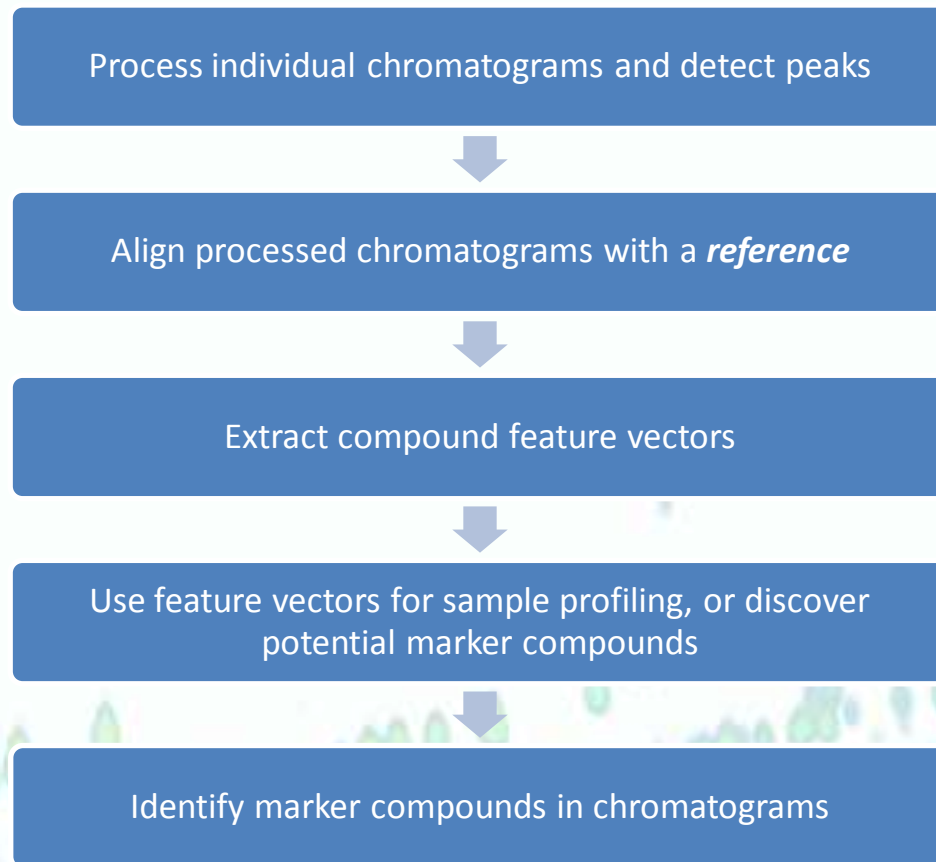 Process individual chromatograms and detect peaks
Align processed chromatograms with a reference
Extract compound feature vectors
Use feature vectors for sample profiling, or discover
potential marker compounds
Identify marker compounds in chromatograms